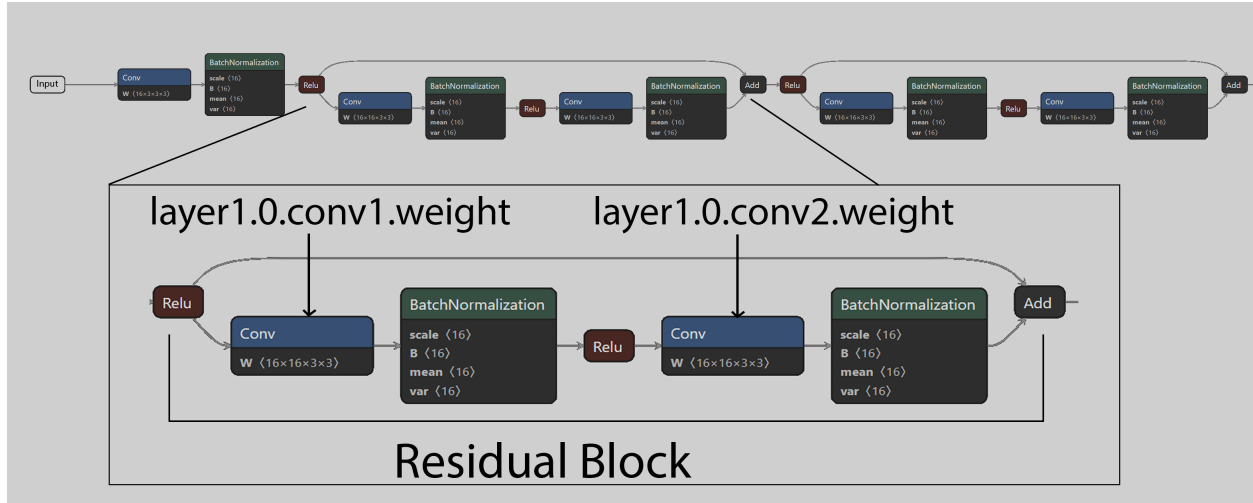 Input
Conv
W ⟨16×3×3×3⟩
BatchNormalization
scale ⟨16⟩
B ⟨16⟩
mean ⟨16⟩
var ⟨16⟩
Relu
Conv
W ⟨16×16×3×3⟩
BatchNormalization
scale ⟨16⟩
B ⟨16⟩
mean ⟨16⟩
var ⟨16⟩
Relu
Conv
W ⟨16×16×3×3⟩
BatchNormalization
scale ⟨16⟩
B ⟨16⟩
mean ⟨16⟩
var ⟨16⟩
Add
Relu
Conv
W ⟨16×16×3×3⟩
BatchNormalization
scale ⟨16⟩
B ⟨16⟩
mean ⟨16⟩
var ⟨16⟩
Relu
Conv
W ⟨16×16×3×3⟩
BatchNormalization
scale ⟨16⟩
B ⟨16⟩
mean ⟨16⟩
var ⟨16⟩
Add
layer1.0.conv1.weight
layer1.0.conv2.weight
Relu
Conv
W ⟨16×16×3×3⟩
BatchNormalization
scale ⟨16⟩
B ⟨16⟩
mean ⟨16⟩
var ⟨16⟩
Relu
Conv
W ⟨16×16×3×3⟩
BatchNormalization
scale ⟨16⟩
B ⟨16⟩
mean ⟨16⟩
var ⟨16⟩
Add
Residual Block